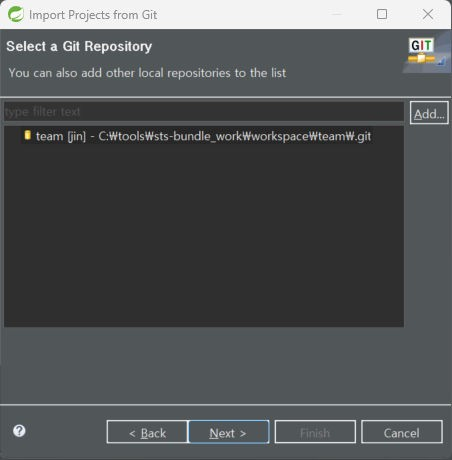 Import Projects from Git
Select a Git Repository
GIT
You can also add other local repositories to the list
type filter text
Add...
team [jin] - C:₩tools₩sts-bundle_work₩workspace₩team₩.git
?
< Back
Next >
Finish
Cancel